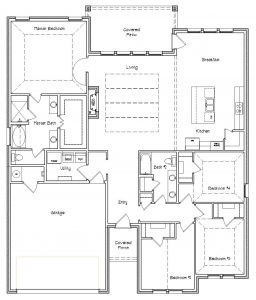 Master Bedroom
Covered
Patio
Breakfast
Living
Kitchen
Master Bath
Utility
Bath 2
Bedroom #4
Garage
Entry
Covered
Porch
Bedroom #2
Bedroom #3